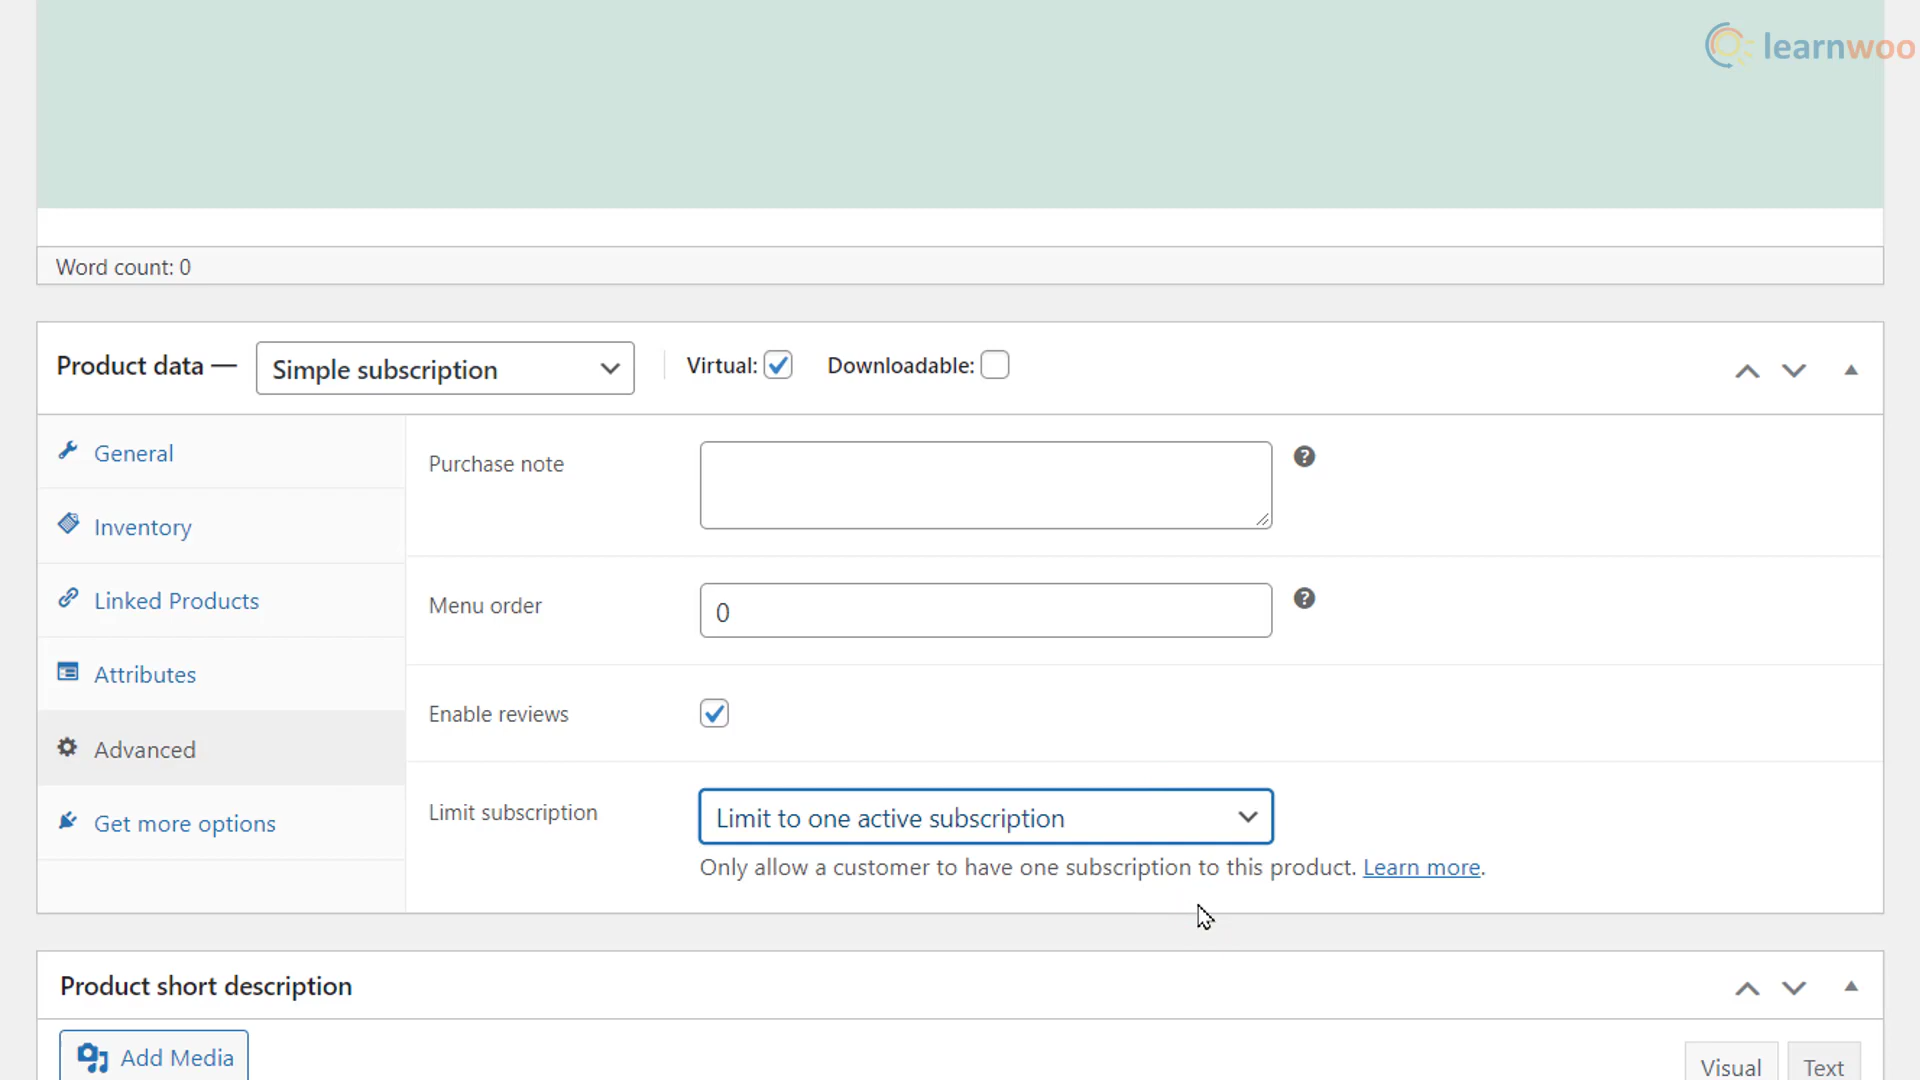 learnwoo
Word count: 0
Product data — Simple subscription Virtual: Downloadable:
General
Purchase note
Inventory
Linked Products
Menu order 0
Attributes
Enable reviews
Advanced
Limit subscription Limit to one active subscription
Get more options
Only allow a customer to have one subscription to this product. Learn more.
Product short description
Add Media
Visual Text